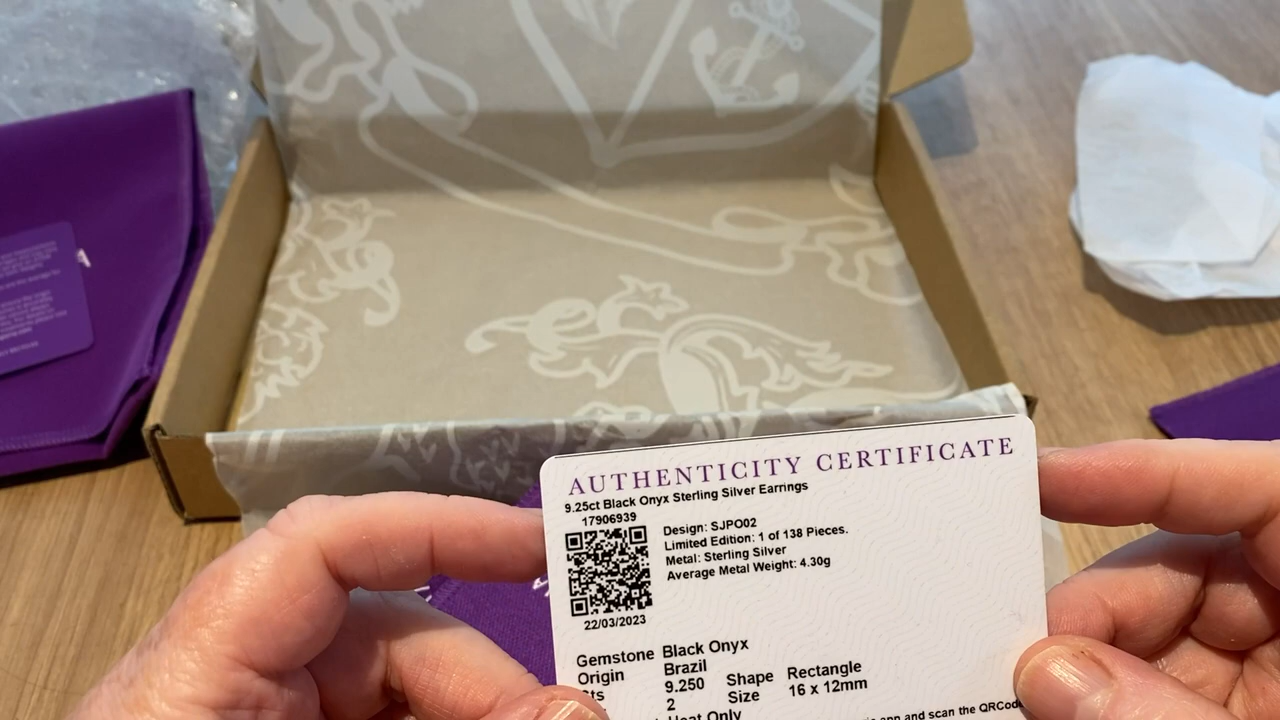 AUTHENTICITY CERTIFICATE
9.25ct Black Onyx Sterling Silver Earrings
17906939
Design: SJPO02
Limited Edition: 1 of 138 Pieces.
Metal: Sterling Silver
Average Metal Weight: 4.30g
22/03/2023
Gemstone Black Onyx
Origin Brazil
9.250 Shape Rectangle
2 Size 16 x 12mm
Heat Only
app and scan the QRCode